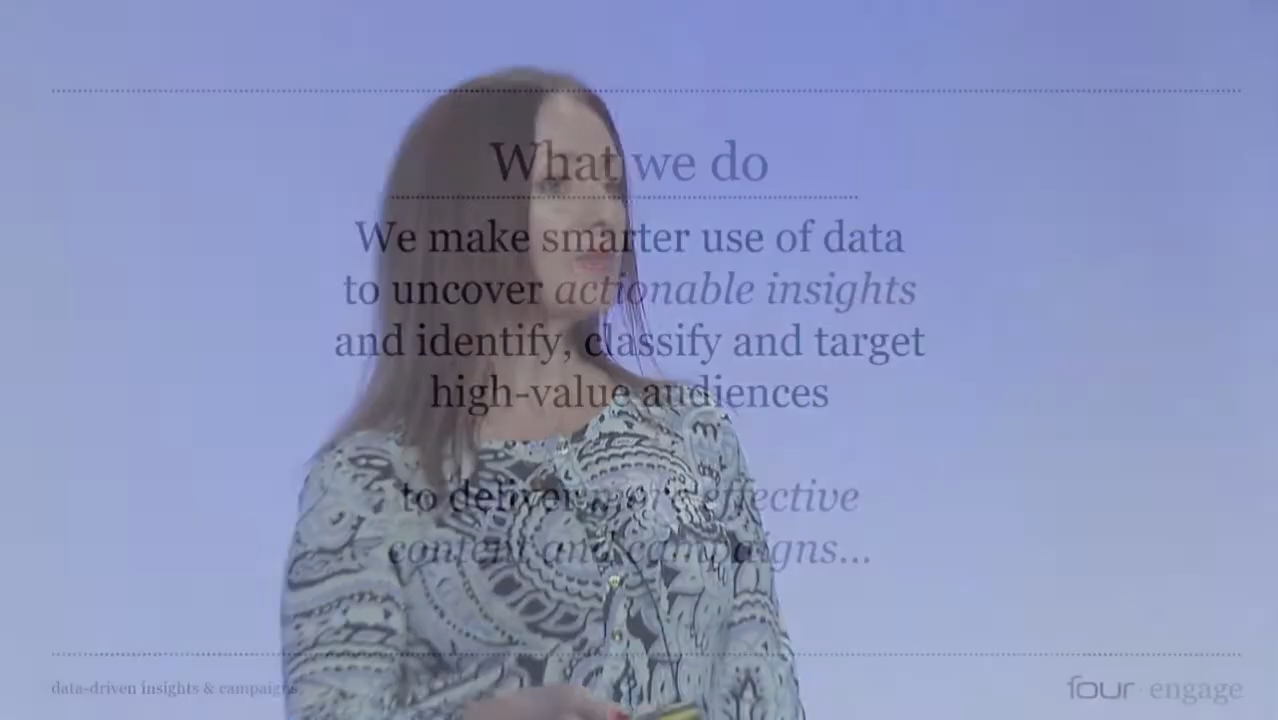 What we do
We make smarter use of data
to uncover actionable insights
and identify, classify and target
high-value audiences
to deliver more effective
content and campaigns...
data-driven insights & campaigns
four engage